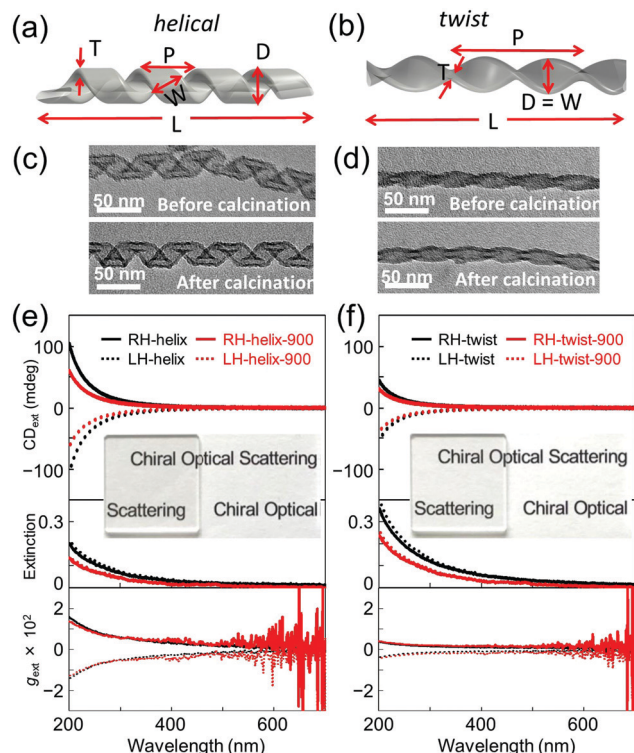 (a) helical
T P D
W
L
(b) twist
P
T
D = W
L
(c)
50 nm Before calcination
50 nm After calcination
(d)
50 nm Before calcination
50 nm After calcination
(e)
RH-helix RH-helix-900
LH-helix LH-helix-900
100
0
-100
CDext (mdeg)
Chiral Optical Scattering
Scattering Chiral Optical
0.3
0
Extinction
2
0
-2
gext × 10²
200 400 600
Wavelength (nm)
(f)
RH-twist RH-twist-900
LH-twist LH-twist-900
100
0
-100
Chiral Optical Scattering
Scattering Chiral Optical
0.3
0
2
0
-2
200 400 600
Wavelength (nm)